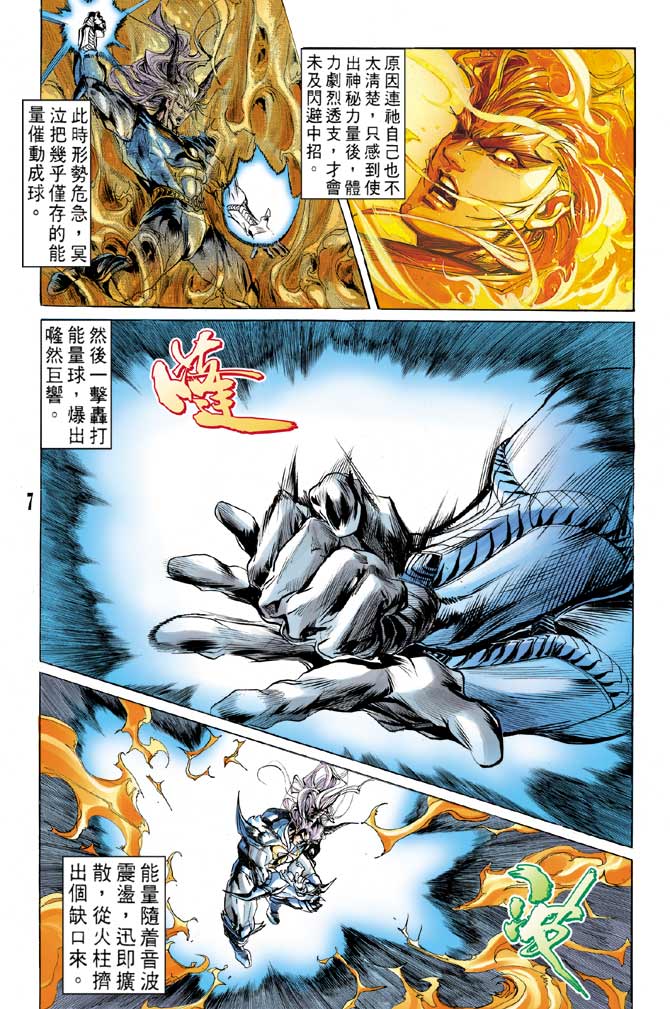 原因連祂自己也不
太清楚，只感到使
出神秘力量後，體
力劇烈透支，才會
未及閃避中招。
此時形勢危急，冥
泣把幾乎僅存的能
量催動成球。
然後一擊轟打
能量球，爆出
嚨然巨響。
7
能量隨着音波
震盪，迅即擴
散，從火柱擠
出個缺口來。
波